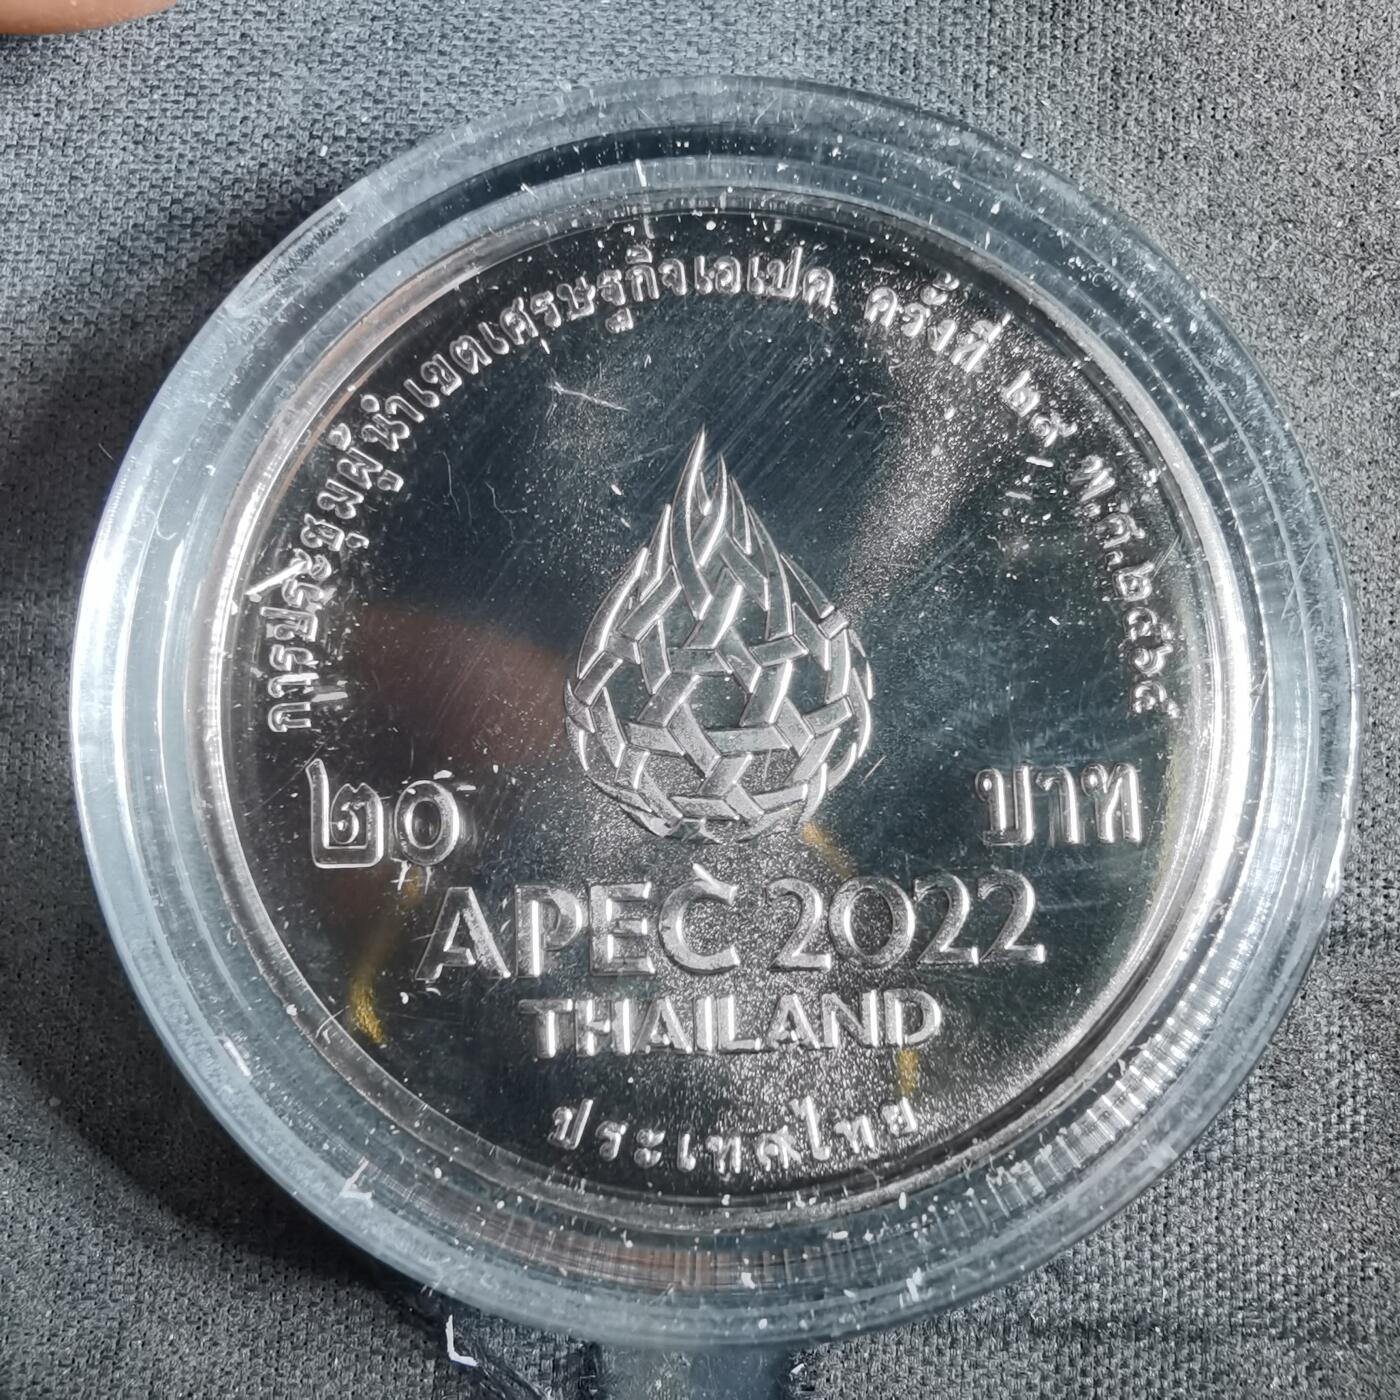 การประชุมผู้นำเขตเศรษฐกิจเอเปค ครั้งที่ ๒๙ พ.ศ.๒๕๖๕
๒๐ บาท
APEC 2022
THAILAND
ประเทศไทย